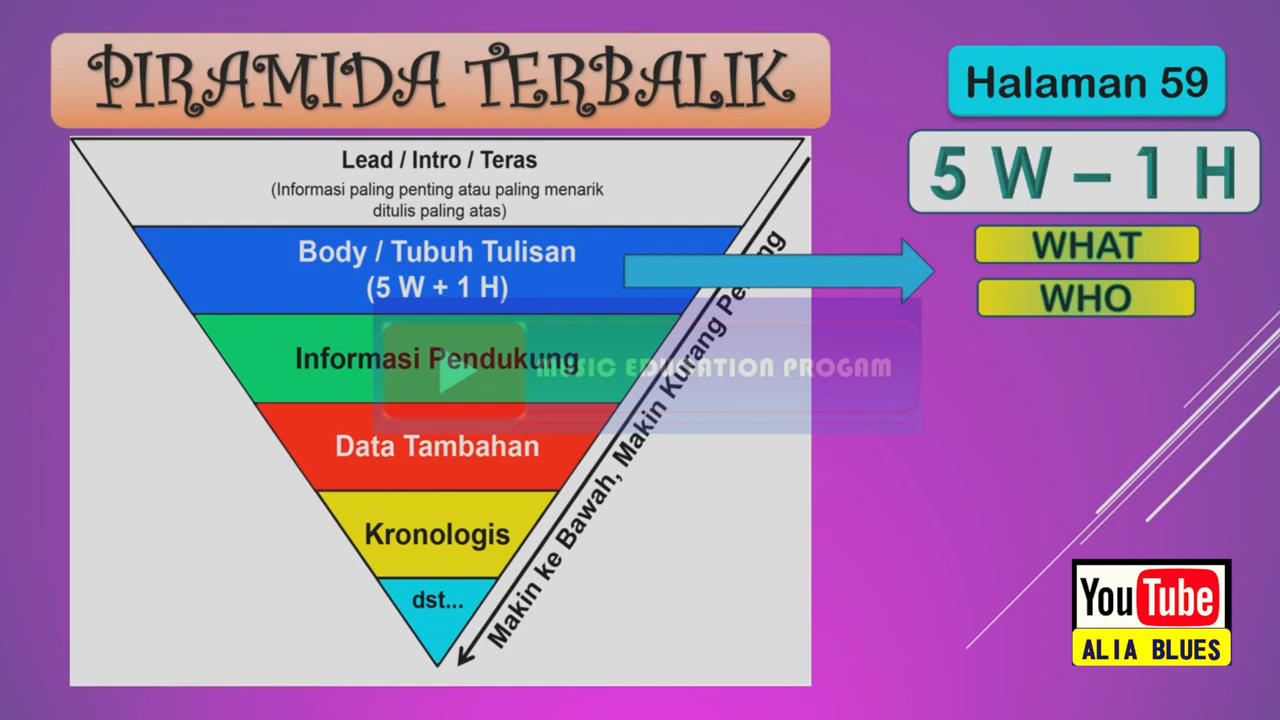 PIRAMIDA TERBALIK
Lead / Intro / Teras
(Informasi paling penting atau paling menarik
ditulis paling atas)
Body / Tubuh Tulisan
(5 W + 1 H)
Informasi Pendukung
Data Tambahan
Kronologis
dst...
Makin ke Bawah, Makin Kurang Penting
MUSIC EDUCATION PROGAM
Halaman 59
5 W – 1 H
WHAT
WHO
YouTube
ALIA BLUES